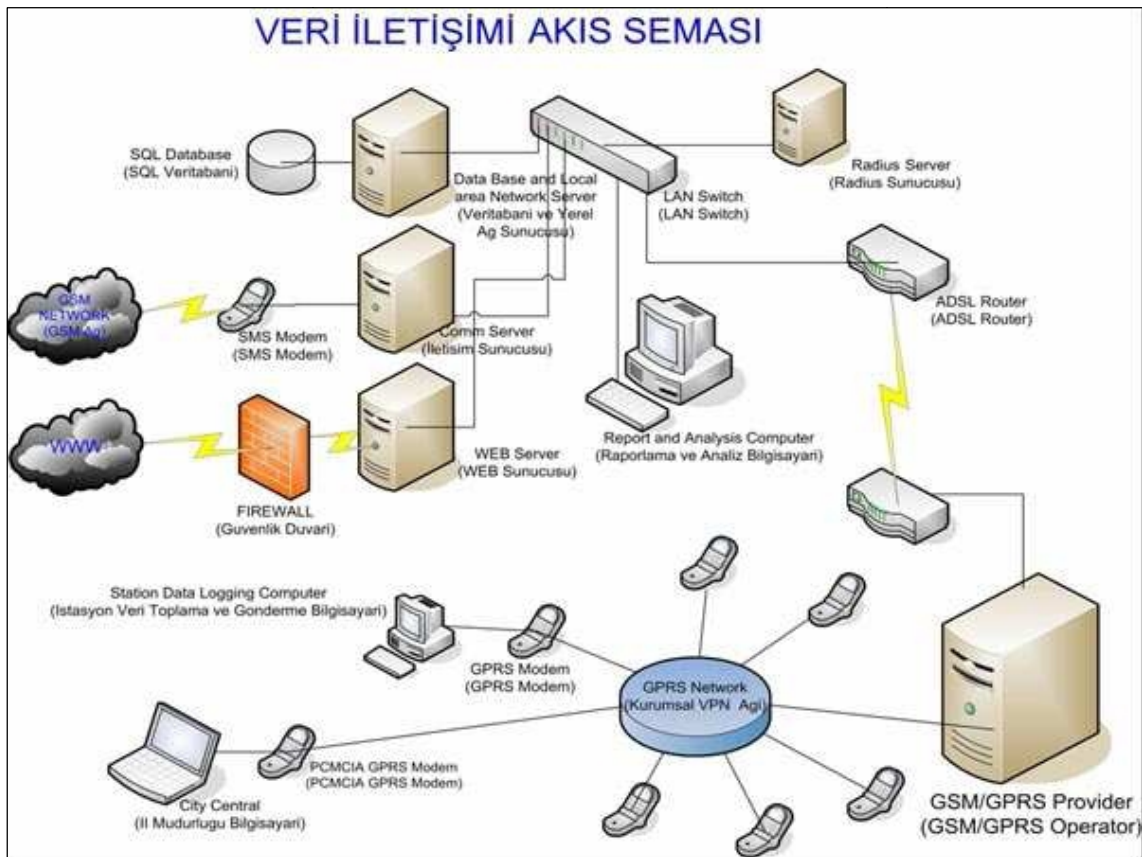 VERİ İLETİŞİMİ AKIS SEMASI
SQL Database
(SQL Veritabani)
Data Base and Local
area Network Server
(Veritabani ve Yerel
Ag Sunucusu)
LAN Switch
(LAN Switch)
Radius Server
(Radius Sunucusu)
GSM
NETWORK
(GSM Ag)
SMS Modem
(SMS Modem)
Comm Server
(İletisim Sunucusu)
ADSL Router
(ADSL Router)
WWW
FIREWALL
(Guvenlik Duvari)
WEB Server
(WEB Sunucusu)
Report and Analysis Computer
(Raporlama ve Analiz Bilgisayari)
Station Data Logging Computer
(Istasyon Veri Toplama ve Gonderme Bilgisayari)
GPRS Modem
(GPRS Modem)
GPRS Network
(Kurumsal VPN Agi)
PCMCIA GPRS Modem
(PCMCIA GPRS Modem)
City Central
(Il Mudurlugu Bilgisayari)
GSM/GPRS Provider
(GSM/GPRS Operator)